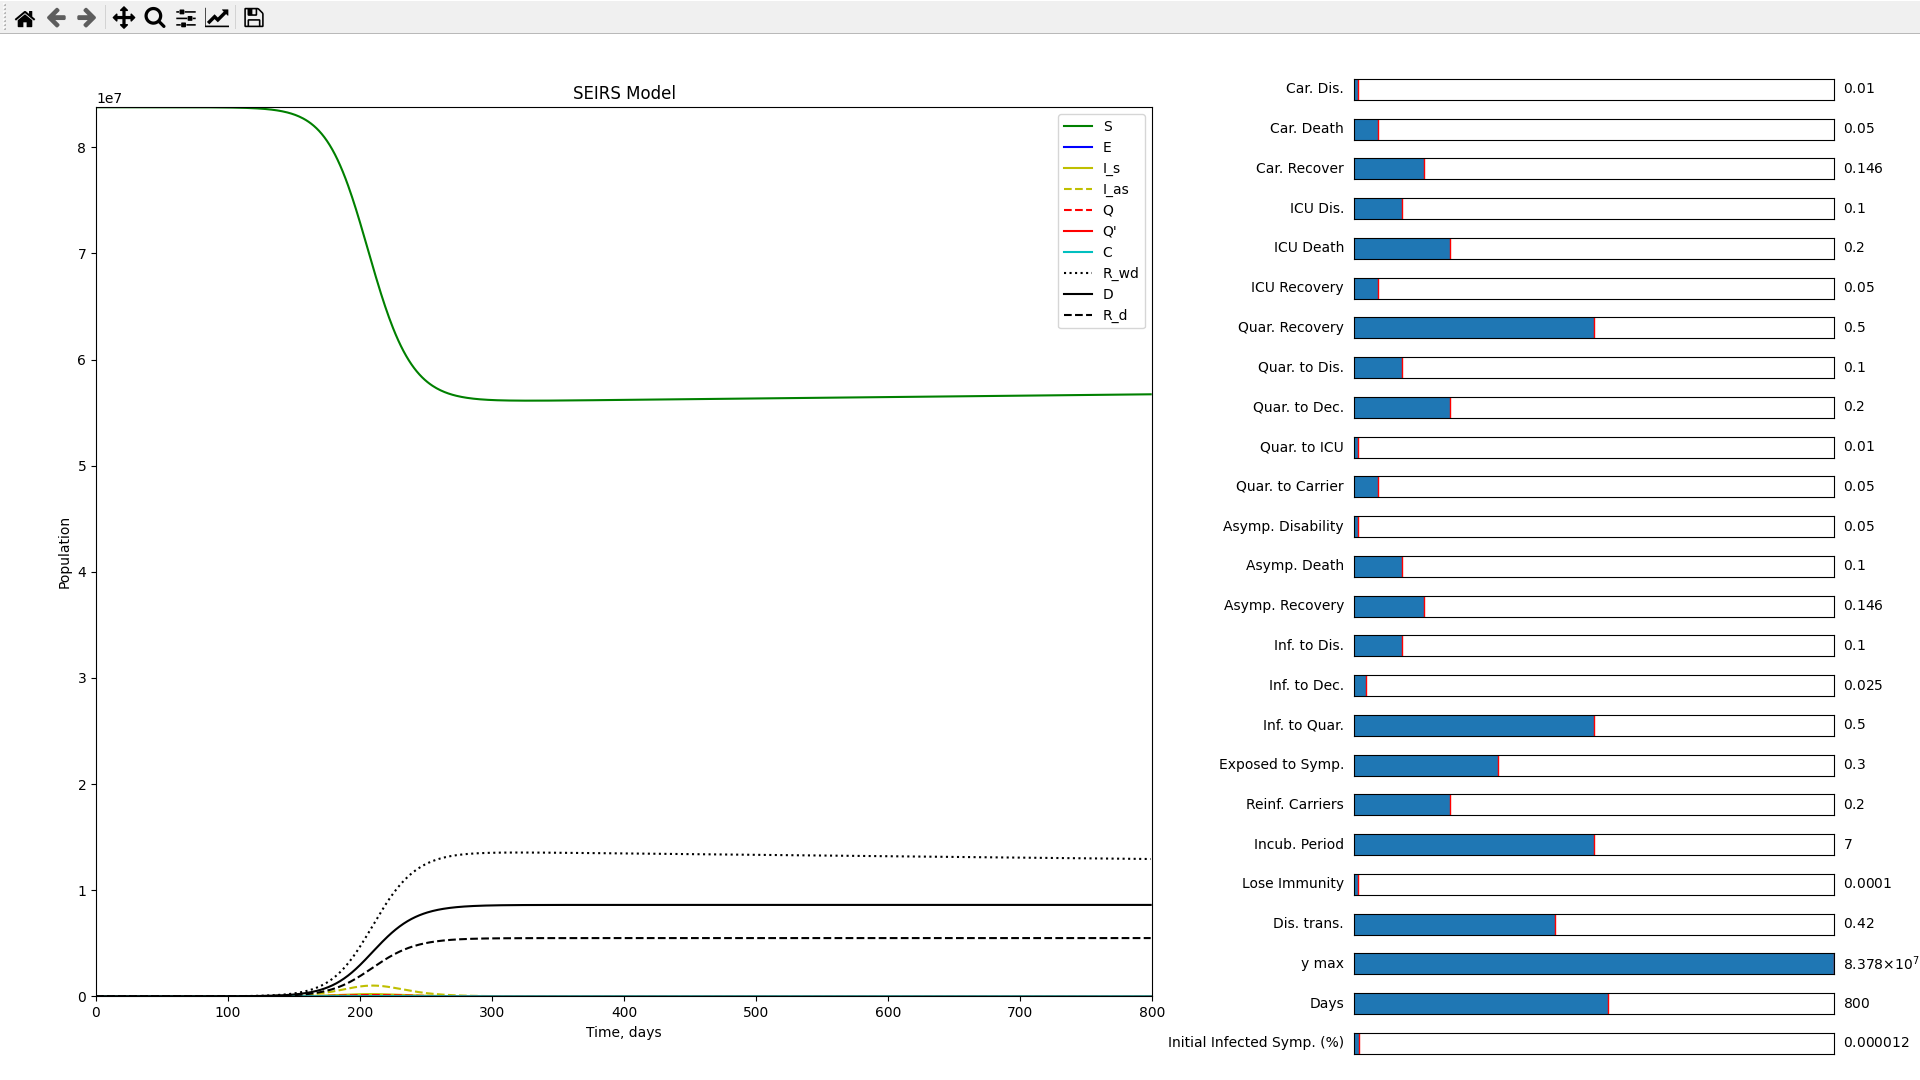 SEIRS Model
1e7
8
7
6
5
4
3
2
1
0
Population
0 100 200 300 400 500 600 700 800
Time, days
S
E
I_s
I_as
Q
Q'
C
R_wd
D
R_d
Car. Dis. 0.01
Car. Death 0.05
Car. Recover 0.146
ICU Dis. 0.1
ICU Death 0.2
ICU Recovery 0.05
Quar. Recovery 0.5
Quar. to Dis. 0.1
Quar. to Dec. 0.2
Quar. to ICU 0.01
Quar. to Carrier 0.05
Asymp. Disability 0.05
Asymp. Death 0.1
Asymp. Recovery 0.146
Inf. to Dis. 0.1
Inf. to Dec. 0.025
Inf. to Quar. 0.5
Exposed to Symp. 0.3
Reinf. Carriers 0.2
Incub. Period 7
Lose Immunity 0.0001
Dis. trans. 0.42
y max 8.378×10⁷
Days 800
Initial Infected Symp. (%) 0.000012